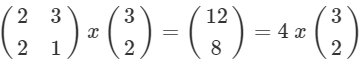 (2 3
2 1) x (3
2) = (12
8) = 4 x (3
2)